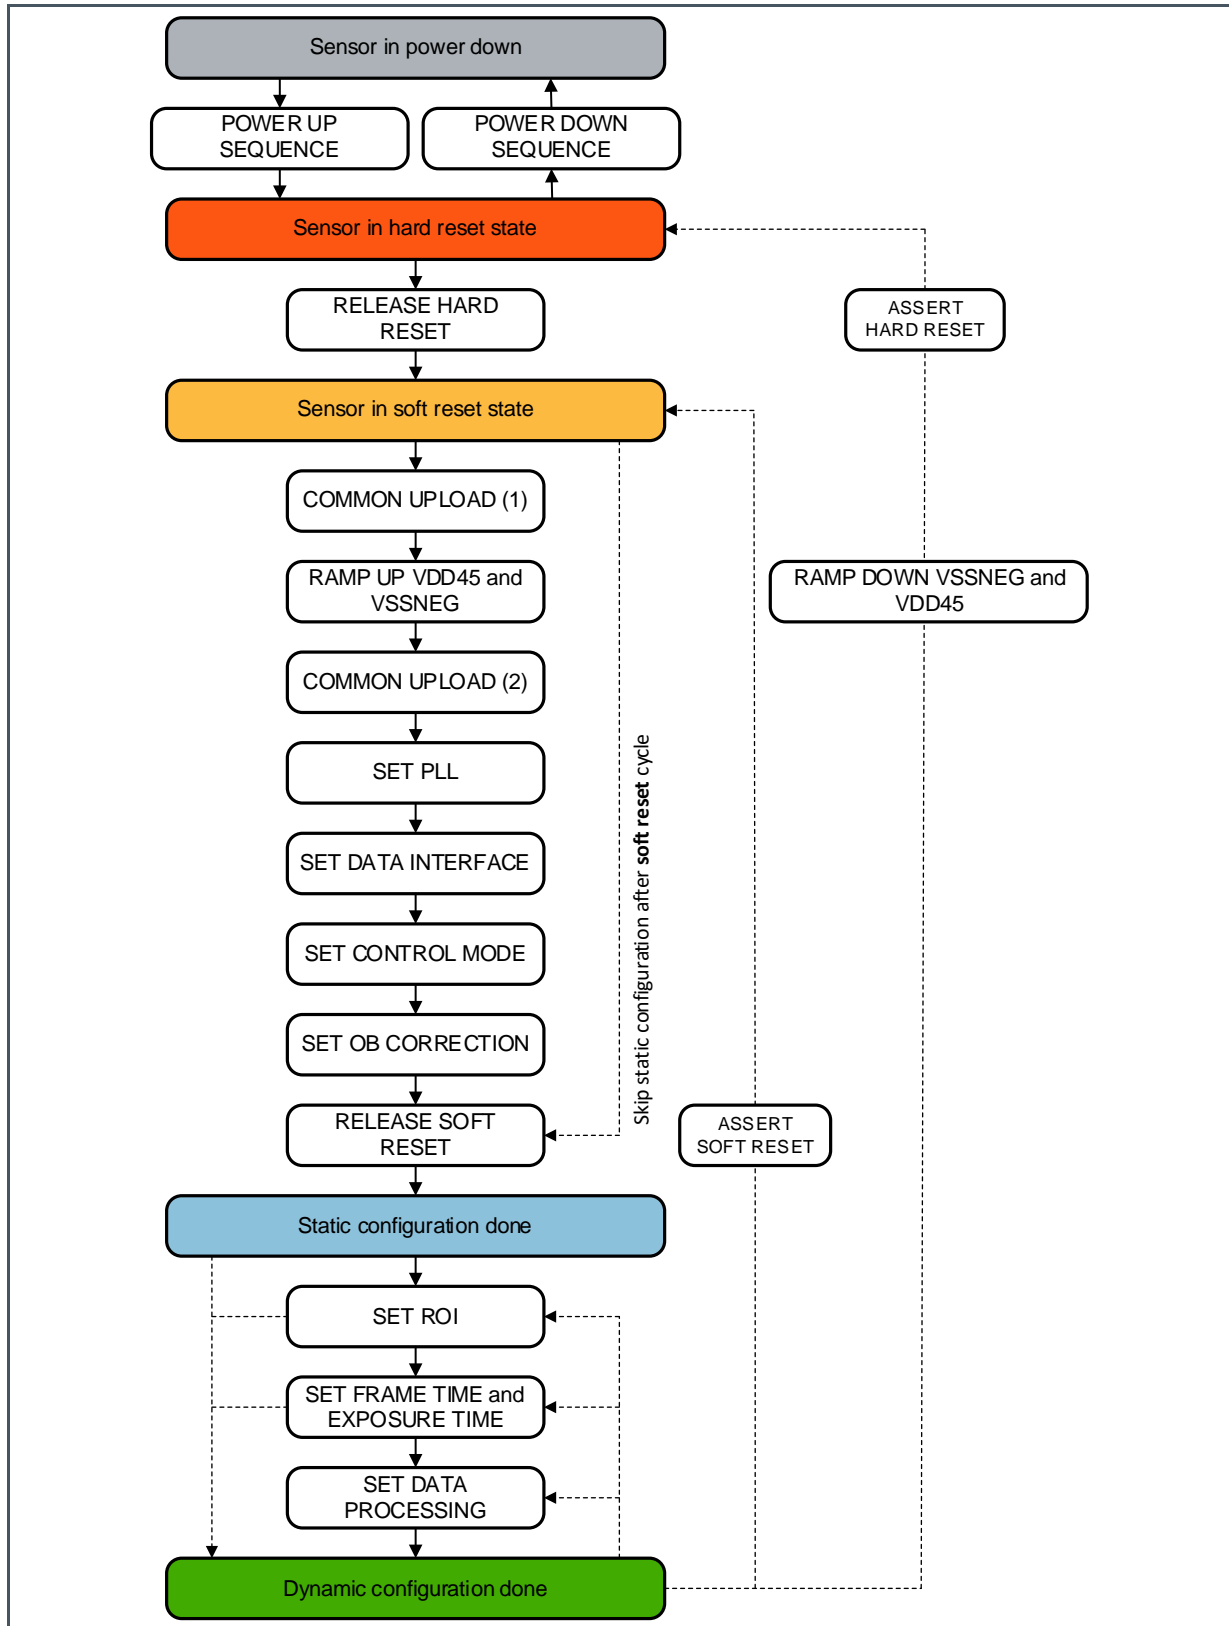 Sensor in power down
POWER UP
SEQUENCE
POWER DOWN
SEQUENCE
Sensor in hard reset state
RELEASE HARD
RESET
ASSERT
HARD RESET
Sensor in soft reset state
COMMON UPLOAD (1)
RAMP UP VDD45 and
VSSNEG
RAMP DOWN VSSNEG and
VDD45
COMMON UPLOAD (2)
SET PLL
SET DATA INTERFACE
SET CONTROL MODE
SET OB CORRECTION
Skip static configuration after soft reset cycle
RELEASE SOFT
RESET
ASSERT
SOFT RESET
Static configuration done
SET ROI
SET FRAME TIME and
EXPOSURE TIME
SET DATA
PROCESSING
Dynamic configuration done